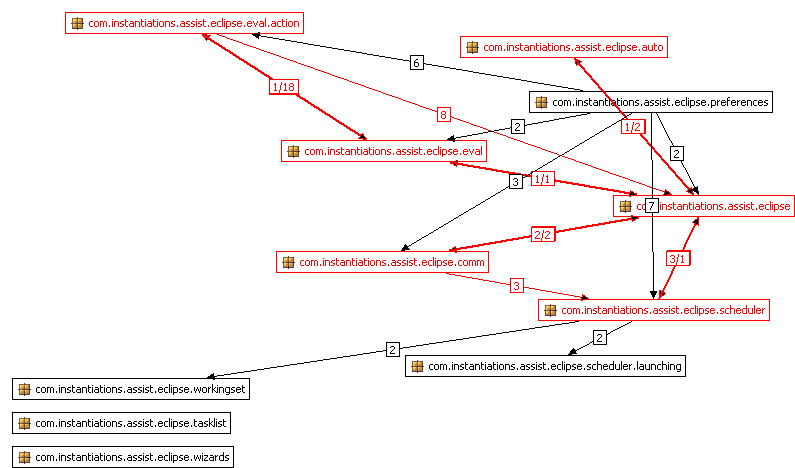 com.instantiations.assist.eclipse.eval.action
com.instantiations.assist.eclipse.auto
6
1/18
com.instantiations.assist.eclipse.preferences
8
2
1/2
com.instantiations.assist.eclipse.eval
2
1/1
3
com.instantiations.assist.eclipse
7
2/2
3/1
com.instantiations.assist.eclipse.comm
3
com.instantiations.assist.eclipse.scheduler
2
2
com.instantiations.assist.eclipse.scheduler.launching
com.instantiations.assist.eclipse.workingset
com.instantiations.assist.eclipse.tasklist
com.instantiations.assist.eclipse.wizards